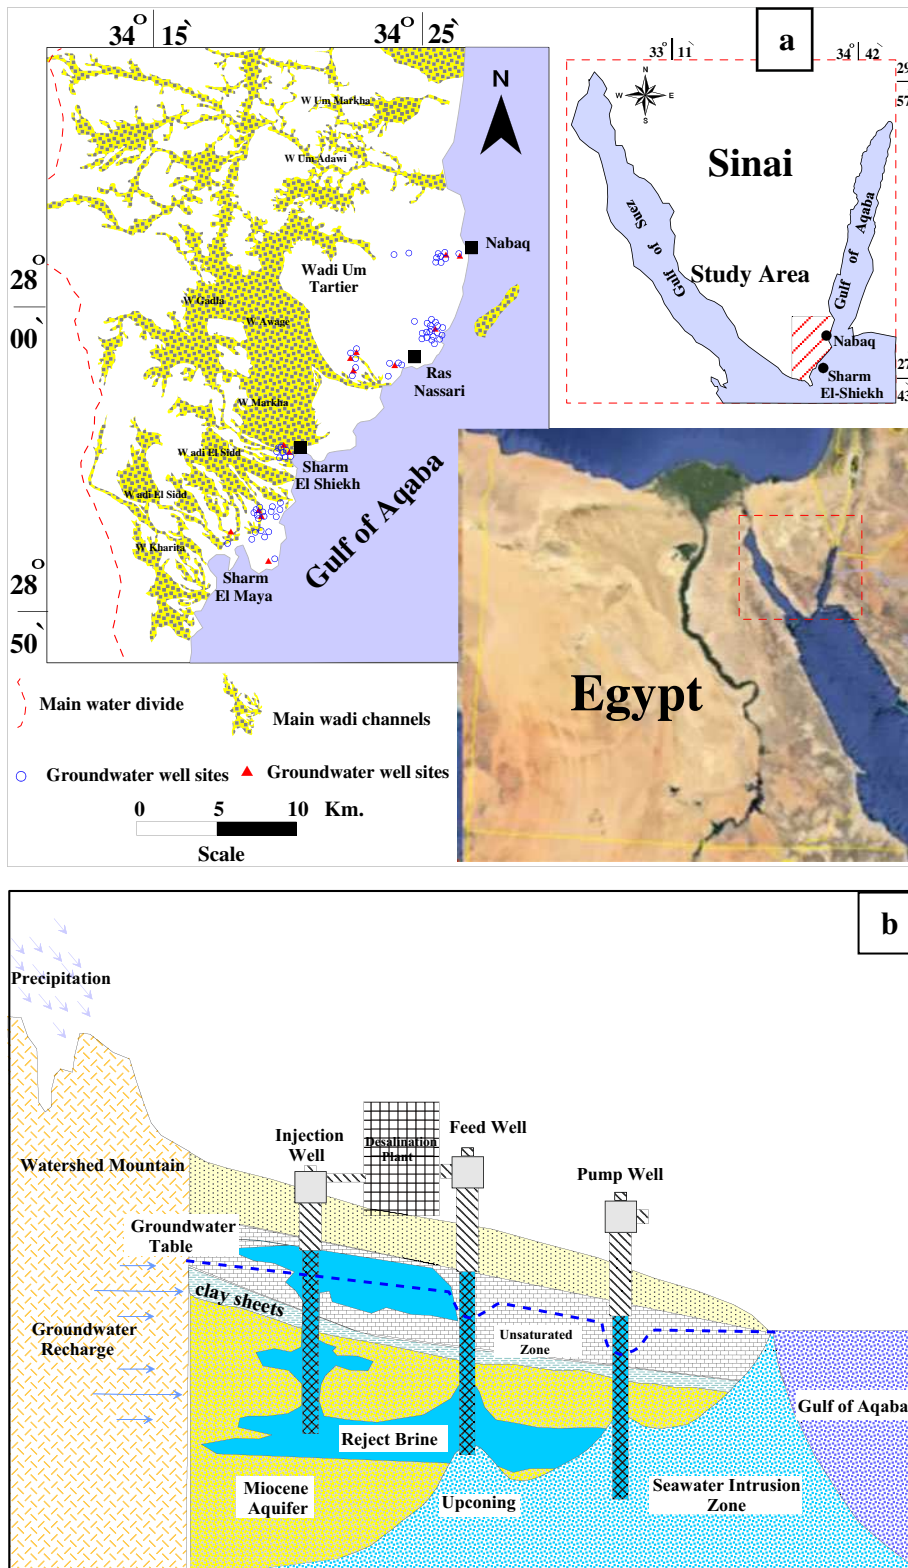 34° 15`
34° 25`
28° 00`
28° 50`
N
W Um Markha
W Um Adawi
Nabaq
Wadi Um
Tartier
W Gadla
W Awage
Ras
Nassari
W Markha
W adi El Sidd
Sharm
El Shiekh
W adi El Sidd
W Kharita
Sharm
El Maya
Gulf of Aqaba
Main water divide
Main wadi channels
Groundwater well sites
Groundwater well sites
0 5 10 Km.
Scale
a
33° 11`
34° 42`
29
57
27
43
N
W E
S
Sinai
Gulf of Suez
Gulf of Aqaba
Study Area
Nabaq
Sharm
El-Shiekh
Egypt
b
Precipitation
Watershed Mountain
Injection
Well
Desalination
Plant
Feed Well
Pump Well
Groundwater
Table
clay sheets
Groundwater
Recharge
Unsaturated
Zone
Gulf of Aqaba
Reject Brine
Miocene
Aquifer
Upconing
Seawater Intrusion
Zone